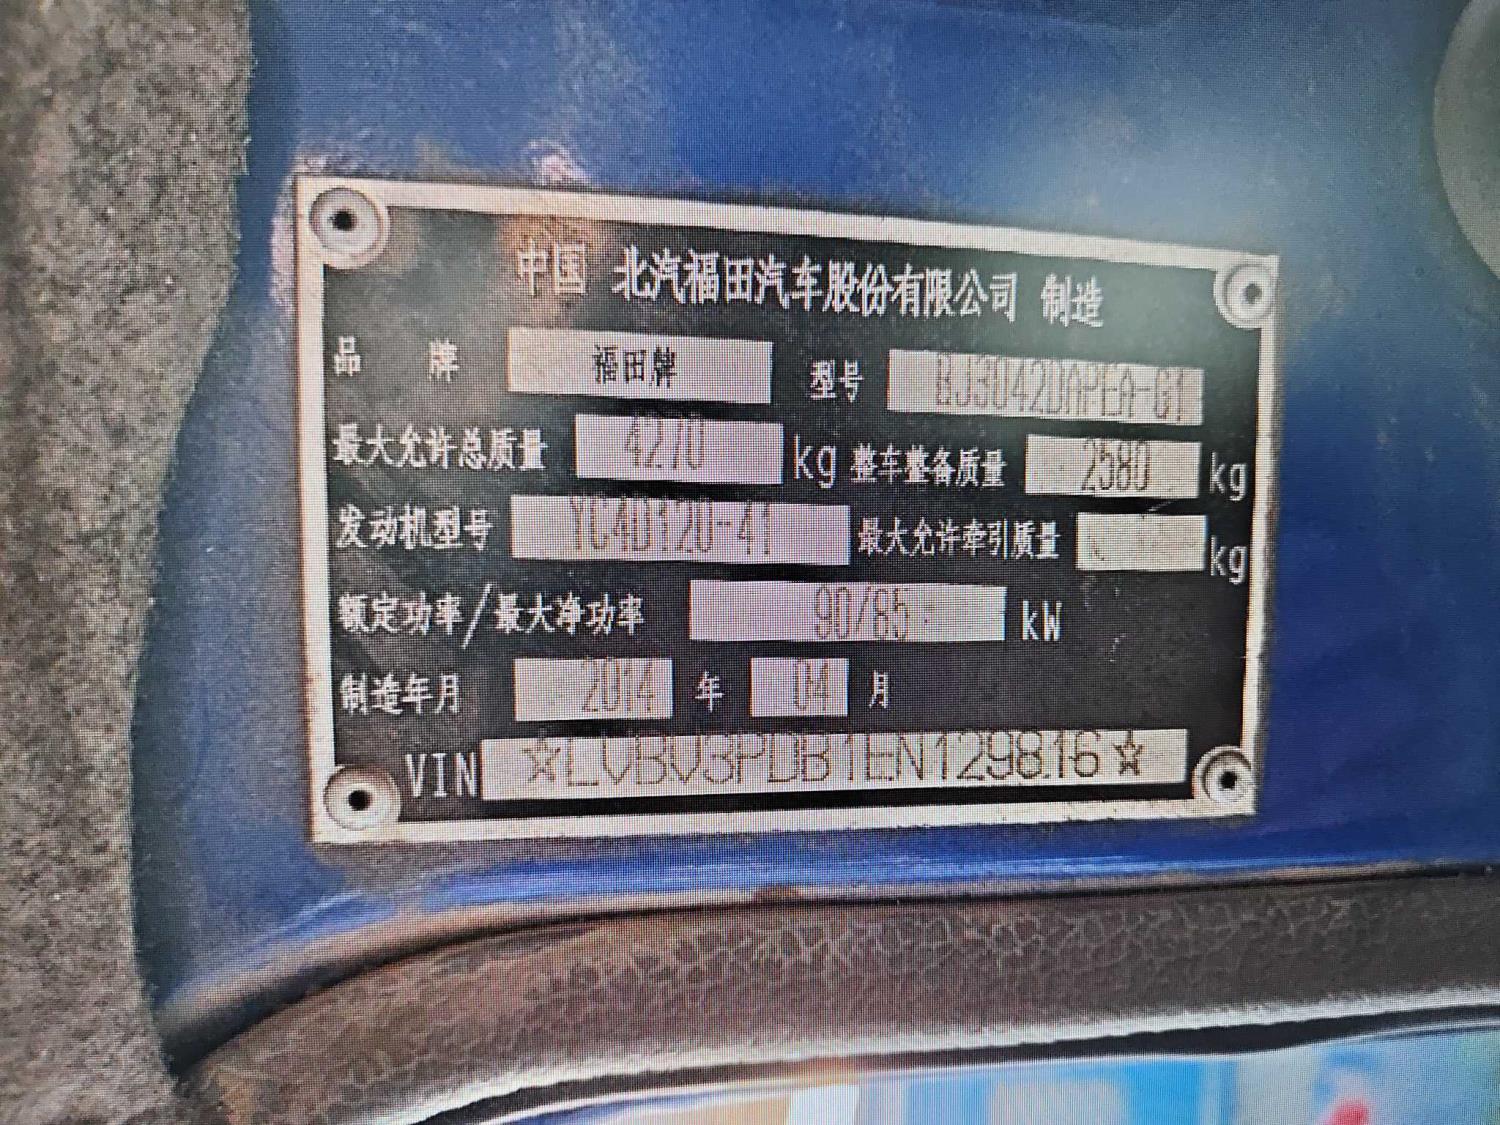 中国 北汽福田汽车股份有限公司 制造
品 牌 福田牌 型号 BJ3042DAPEA-G1
最大允许总质量 4270 kg 整车整备质量 2580 kg
发动机型号 YC4D120-41 最大允许牵引质量 kg
额定功率/最大净功率 90/85 kW
制造年月 2014 年 04 月
VIN ☆LVBV3PDB1EN129816☆